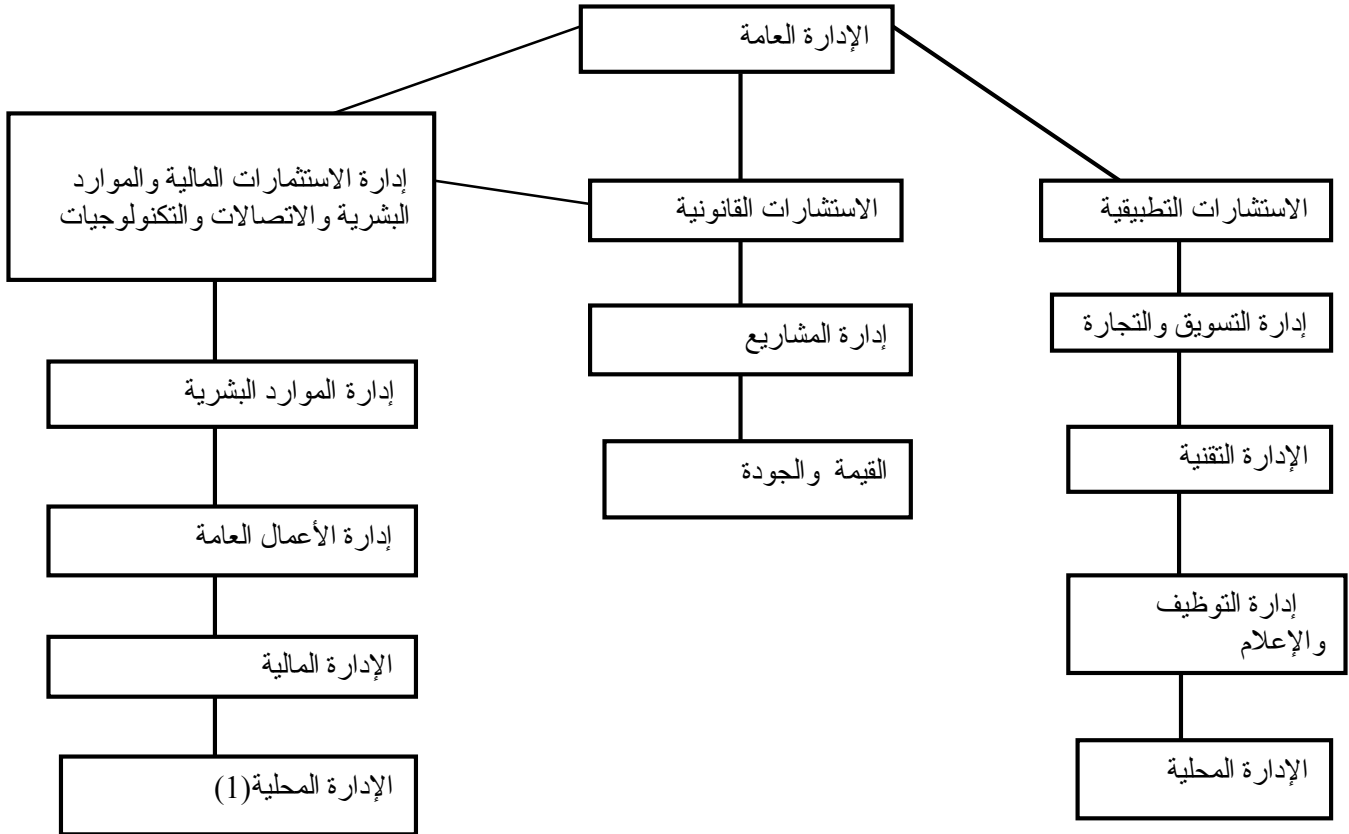 الإدارة العامة
الاستشارات التطبيقية
إدارة التسويق والتجارة
الإدارة التقنية
إدارة التوظيف
والإعلام
الإدارة المحلية
الاستشارات القانونية
إدارة المشاريع
القيمة والجودة
إدارة الاستثمارات المالية والموارد
البشرية والاتصالات والتكنولوجيات
إدارة الموارد البشرية
إدارة الأعمال العامة
الإدارة المالية
الإدارة المحلية(1)